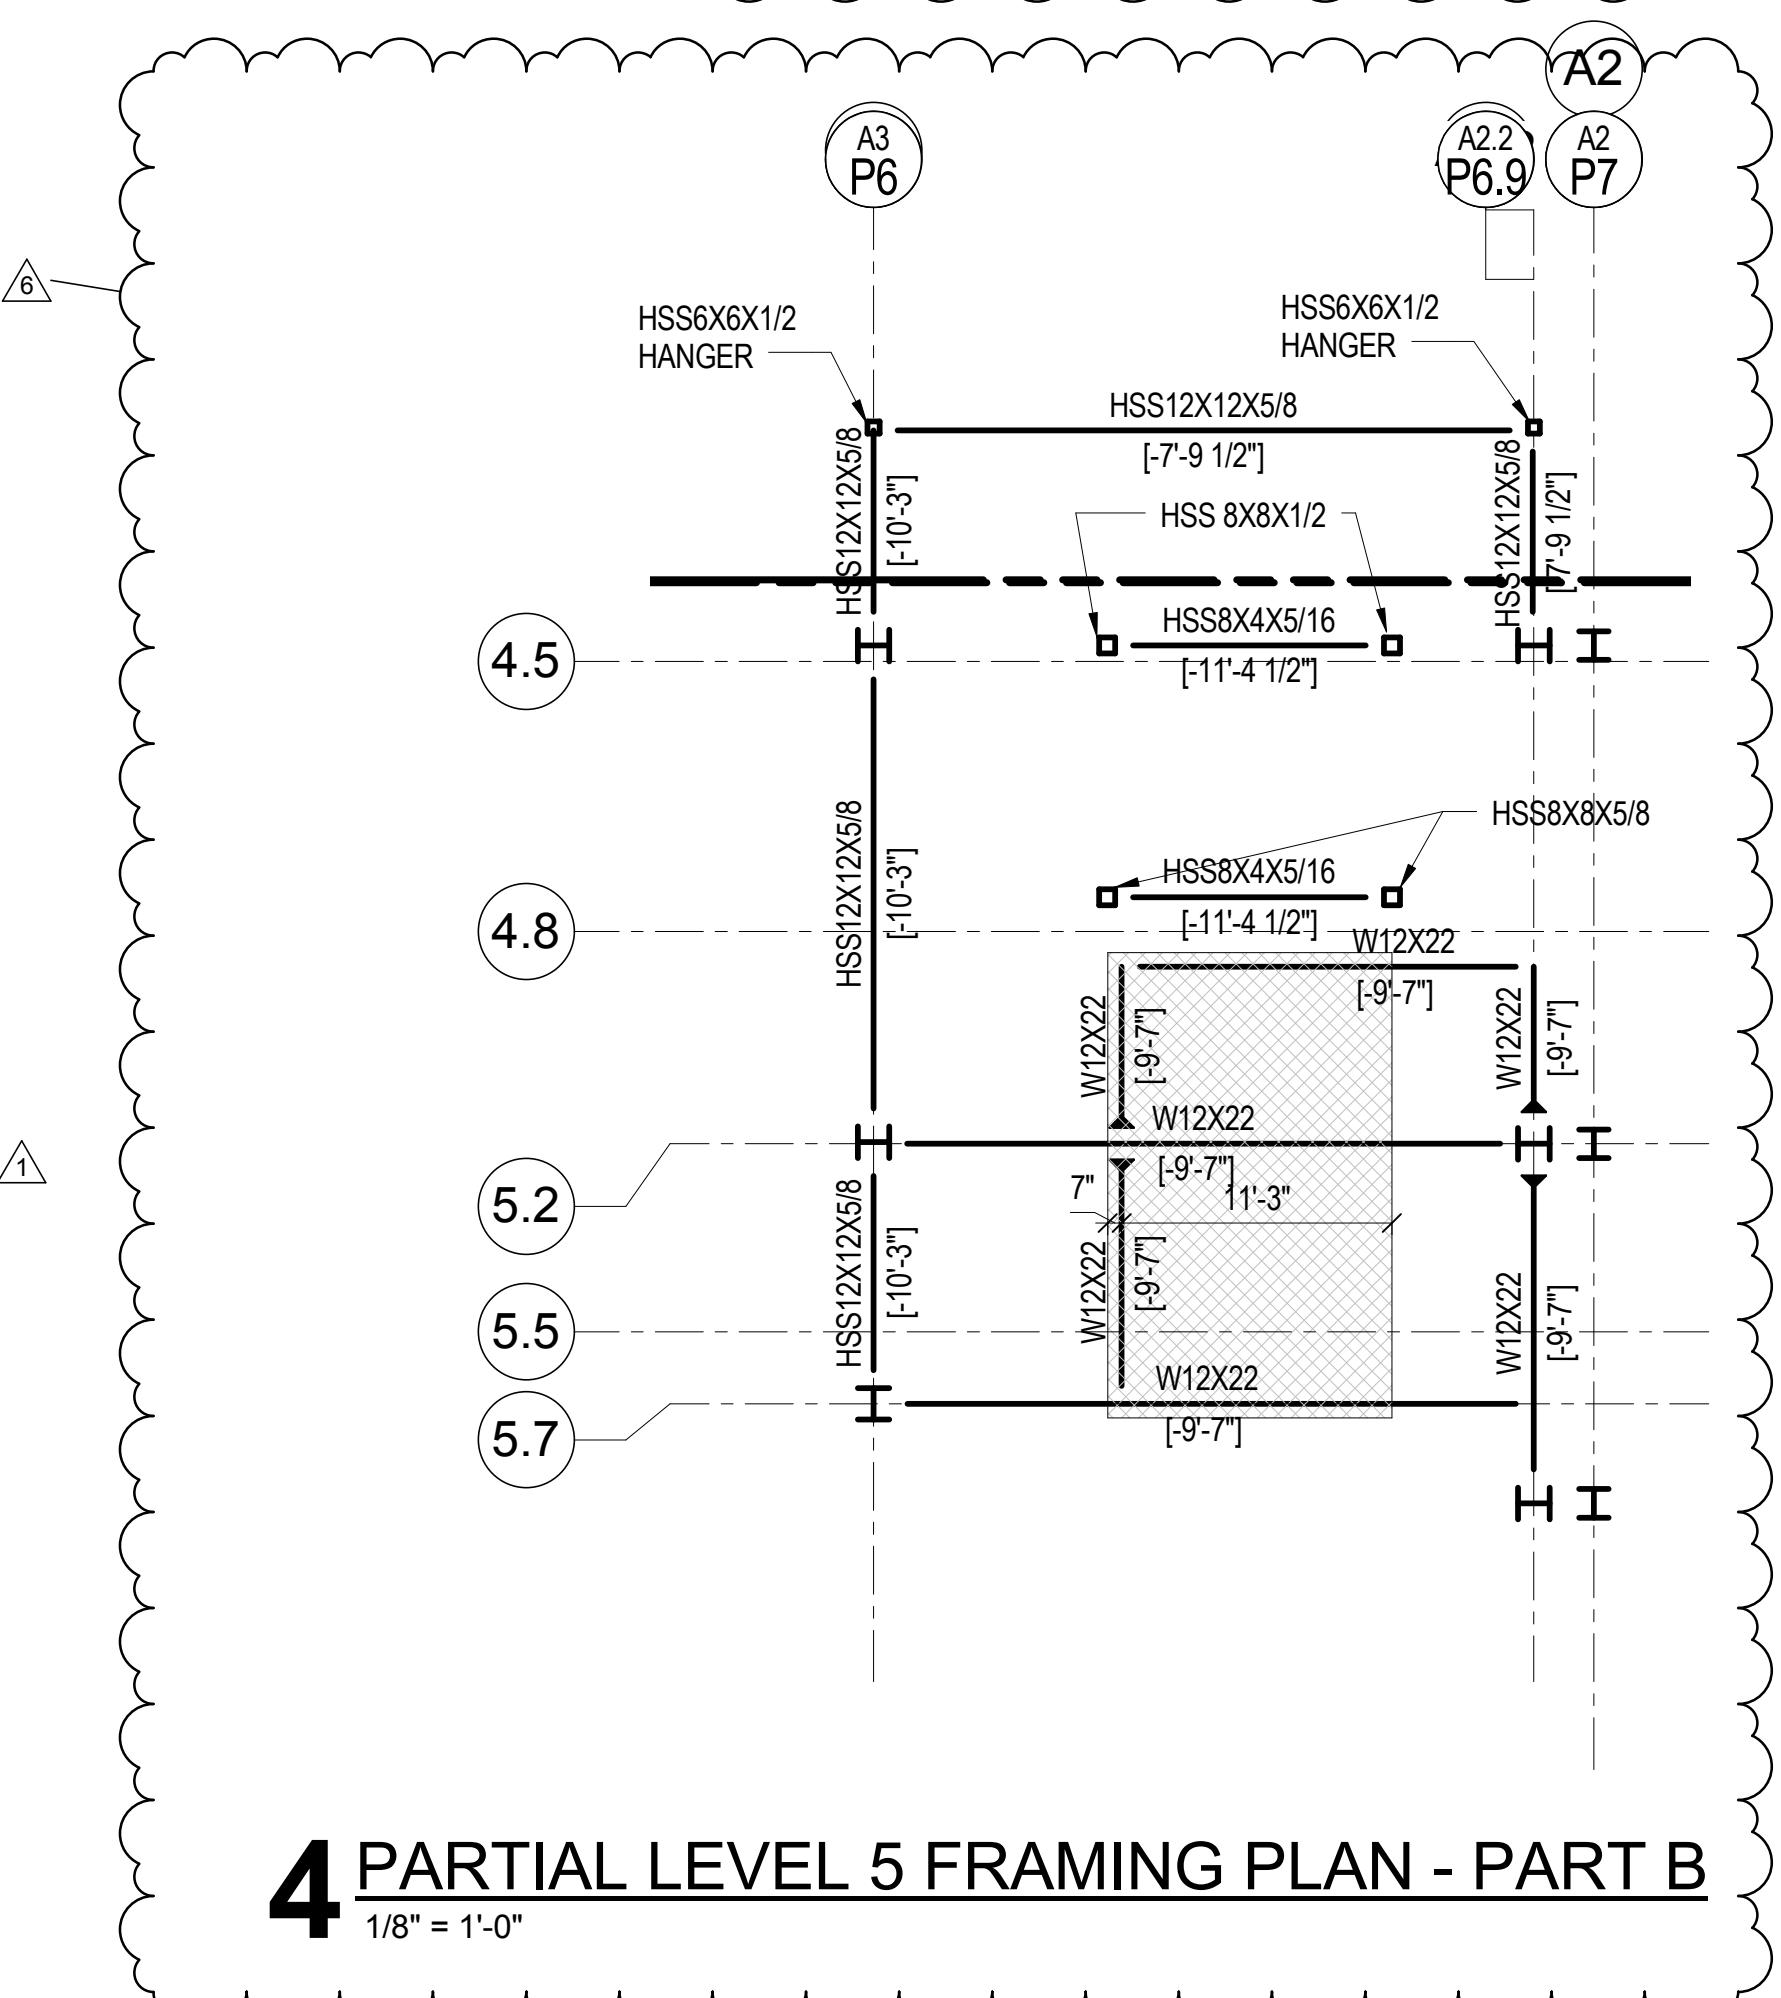 A2
A3
P6
A2.2
P6.9
A2
P7
6
HSS6X6X1/2
HANGER
HSS6X6X1/2
HANGER
HSS12X12X5/8
[-7'-9 1/2"]
HSS12X12X5/8
[-10'-3"]
HSS12X12X5/8
[-7'-9 1/2"]
HSS 8X8X1/2
HSS8X4X5/16
[-11'-4 1/2"]
4.5
HSS12X12X5/8
[-10'-3"]
HSS8X8X5/8
HSS8X4X5/16
[-11'-4 1/2"]
4.8
W12X22
[-9'-7"]
W12X22
[-9'-7"]
W12X22
[-9'-7"]
W12X22
[-9'-7"]
1
5.2
7"
11'-3"
HSS12X12X5/8
[-10'-3"]
W12X22
[-9'-7"]
W12X22
[-9'-7"]
5.5
W12X22
[-9'-7"]
5.7
4 PARTIAL LEVEL 5 FRAMING PLAN - PART B
1/8" = 1'-0"